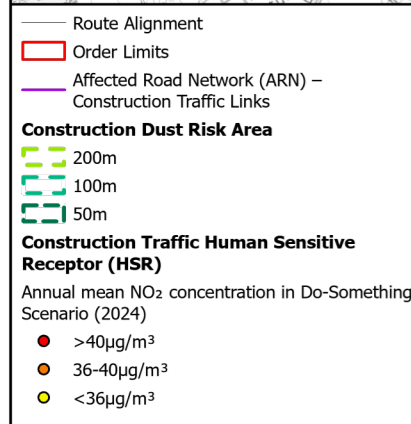 Route Alignment
Order Limits
Affected Road Network (ARN) –
Construction Traffic Links
Construction Dust Risk Area
200m
100m
50m
Construction Traffic Human Sensitive
Receptor (HSR)
Annual mean NO₂ concentration in Do-Something
Scenario (2024)
>40μg/m³
36-40μg/m³
<36μg/m³